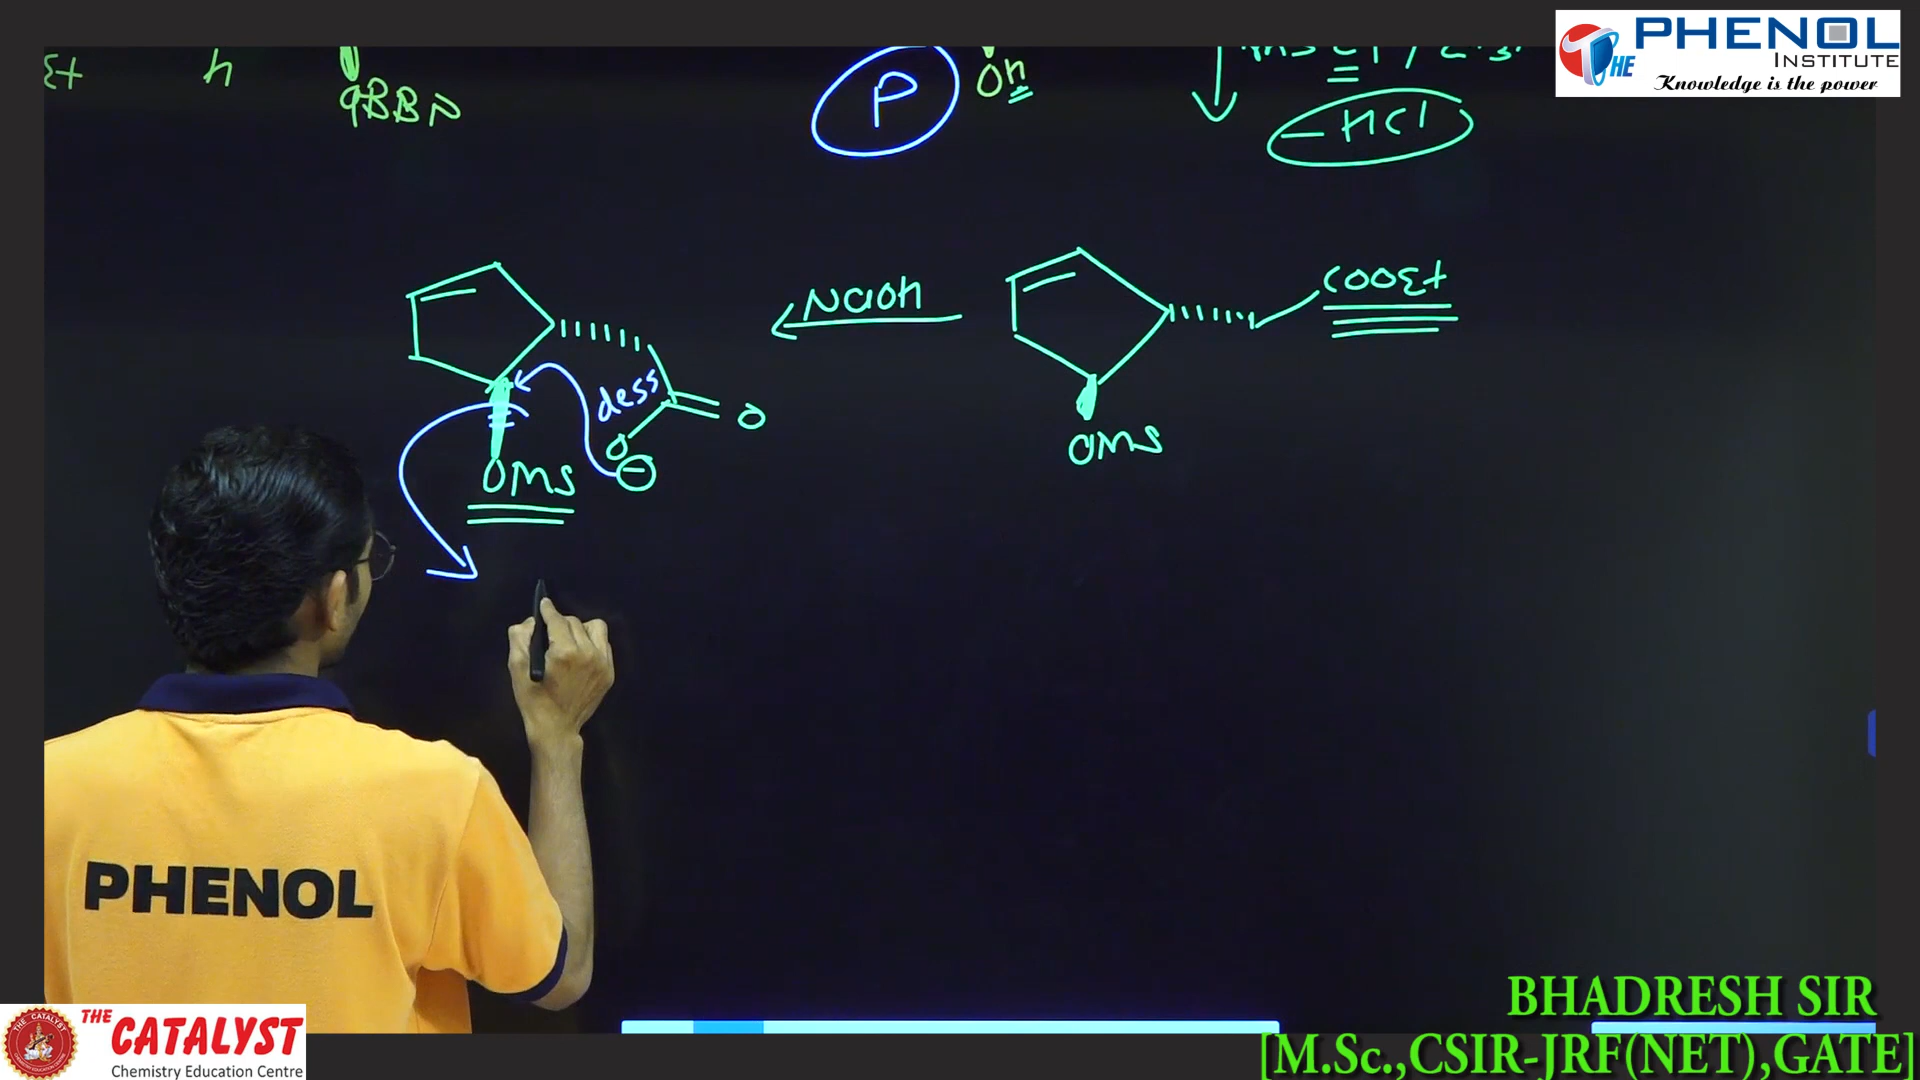 THE PHENOL
INSTITUTE
Knowledge is the power
Et h 9BBN
P
OH
- HCl
COOEt
NaOH
OMs
dess
O
O
OMs
PHENOL
THE CATALYST
Chemistry Education Centre
BHADRESH SIR
[M.Sc.,CSIR-JRF(NET),GATE]